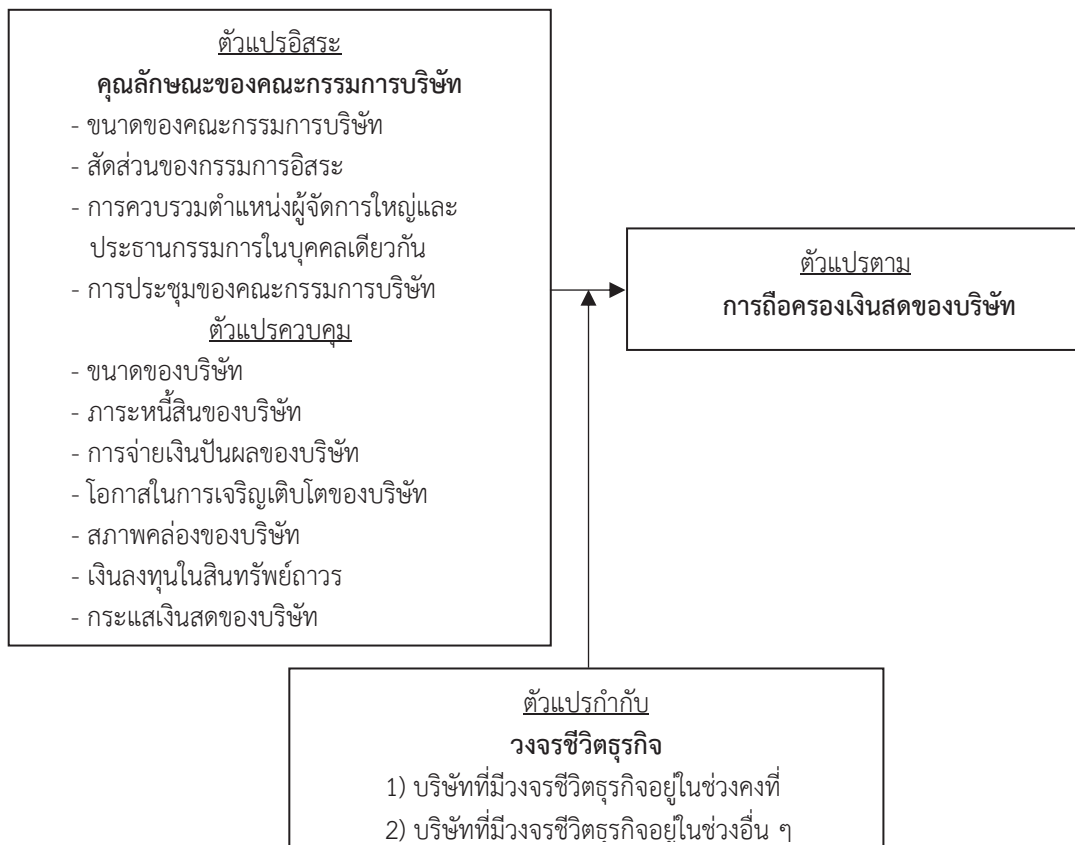 ตัวแปรอิสระ
คุณลักษณะของคณะกรรมการบริษัท
- ขนาดของคณะกรรมการบริษัท
- สัดส่วนของกรรมการอิสระ
- การควบรวมตำแหน่งผู้จัดการใหญ่และ
ประธานกรรมการในบุคคลเดียวกัน
- การประชุมของคณะกรรมการบริษัท
ตัวแปรควบคุม
- ขนาดของบริษัท
- ภาระหนี้สินของบริษัท
- การจ่ายเงินปันผลของบริษัท
- โอกาสในการเจริญเติบโตของบริษัท
- สภาพคล่องของบริษัท
- เงินลงทุนในสินทรัพย์ถาวร
- กระแสเงินสดของบริษัท
ตัวแปรตาม
การถือครองเงินสดของบริษัท
ตัวแปรกำกับ
วงจรชีวิตธุรกิจ
1) บริษัทที่มีวงจรชีวิตธุรกิจอยู่ในช่วงคงที่
2) บริษัทที่มีวงจรชีวิตธุรกิจอยู่ในช่วงอื่น ๆ